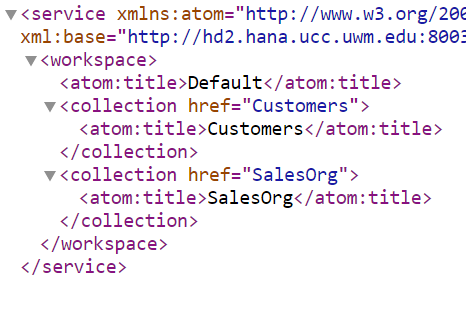 <service xmlns:atom="http://www.w3.org/200
xml:base="http://hd2.hana.ucc.uwm.edu:8003
<workspace>
<atom:title>Default</atom:title>
<collection href="Customers">
<atom:title>Customers</atom:title>
</collection>
<collection href="SalesOrg">
<atom:title>SalesOrg</atom:title>
</collection>
</workspace>
</service>